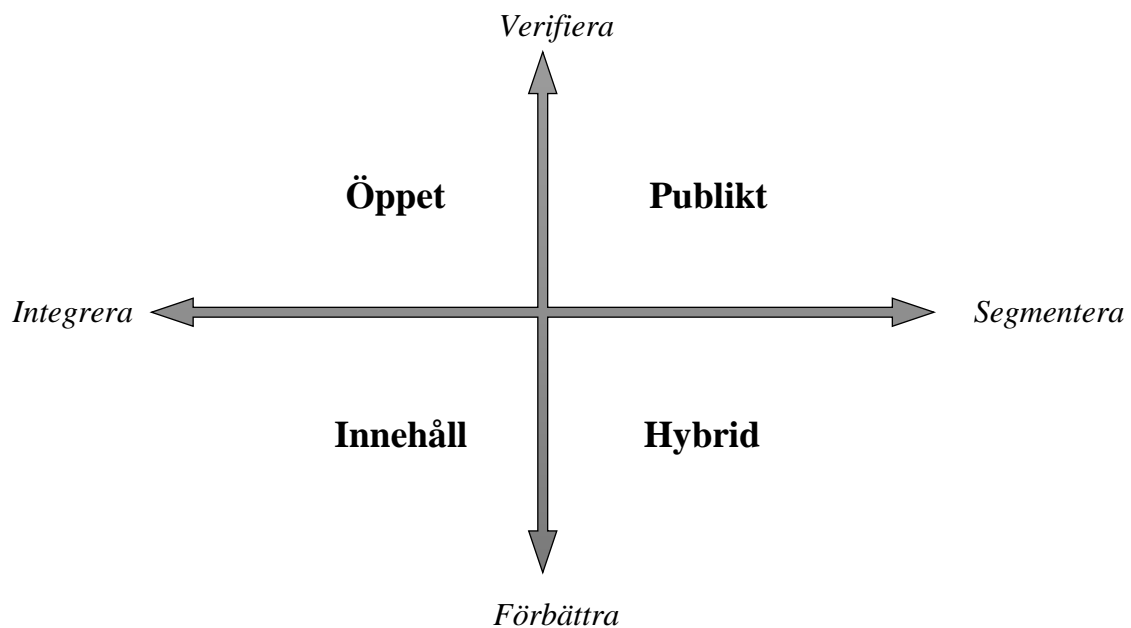 Verifiera
Öppet Publikt
Integrera Segmentera
Innehåll Hybrid
Förbättra